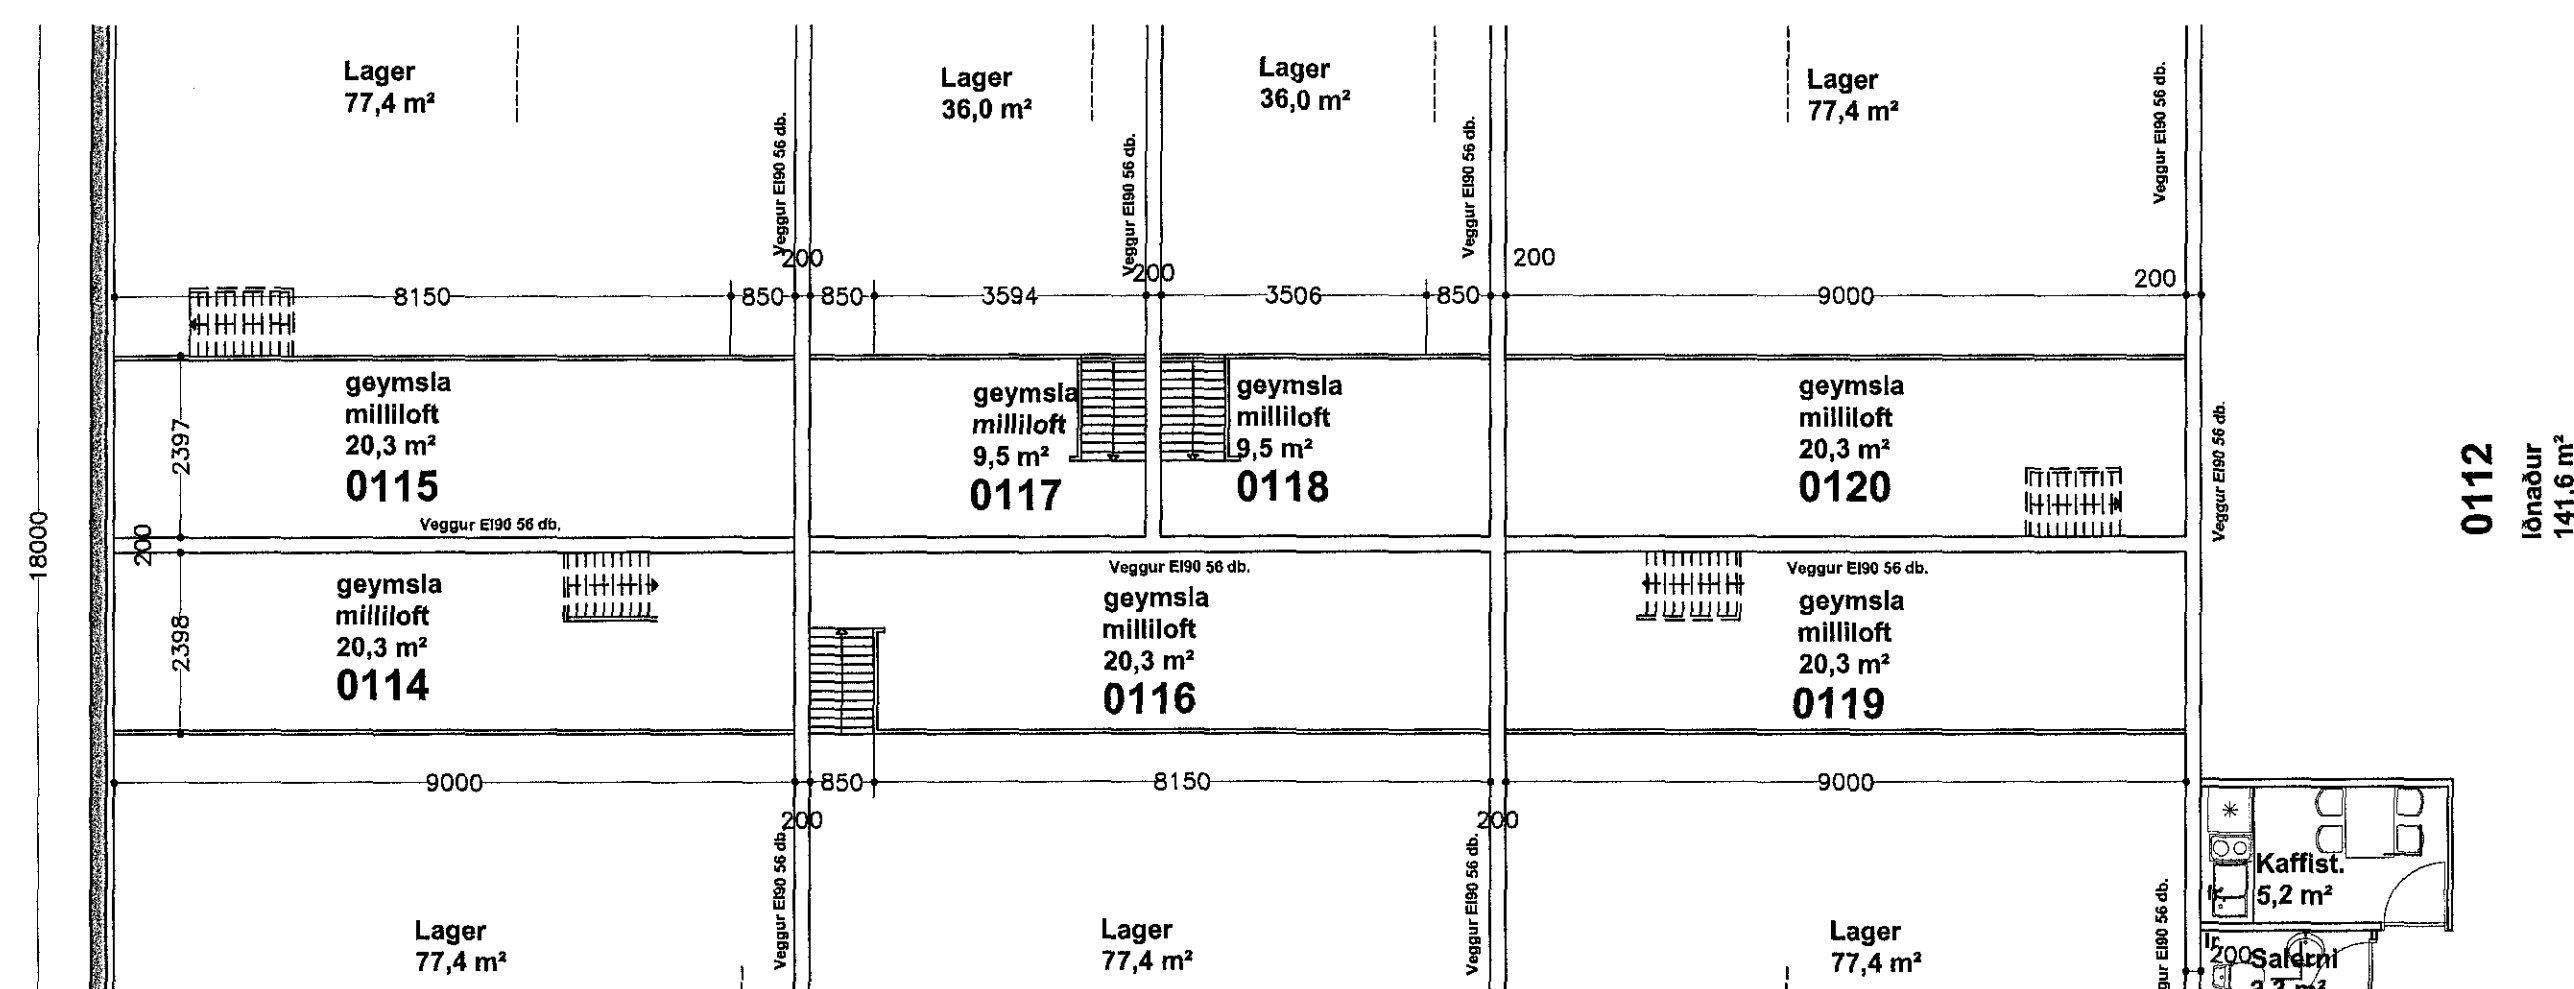 Lager
77,4 m²
Lager
36,0 m²
Lager
36,0 m²
Lager
77,4 m²
Veggur EI90 56 db.
Veggur EI90 56 db.
Veggur EI90 56 db.
Veggur EI90 56 db.
200
200
200
200
8150
850
850
3594
3506
850
9000
geymsla
milliloft
20,3 m²
0115
geymsla
milliloft
9,5 m²
0117
geymsla
milliloft
9,5 m²
0118
geymsla
milliloft
20,3 m²
0120
2397
Veggur EI90 56 db.
Veggur EI90 56 db.
0112
Iðnaður
141,6 m²
18000
200
Veggur EI90 56 db.
Veggur EI90 56 db.
geymsla
milliloft
20,3 m²
0114
geymsla
milliloft
20,3 m²
0116
geymsla
milliloft
20,3 m²
0119
2398
9000
850
8150
9000
200
200
Veggur EI90 56 db.
Veggur EI90 56 db.
gur EI90 56 db.
Kaffist.
5,2 m²
Lager
77,4 m²
Lager
77,4 m²
Lager
77,4 m²
200
Salerni